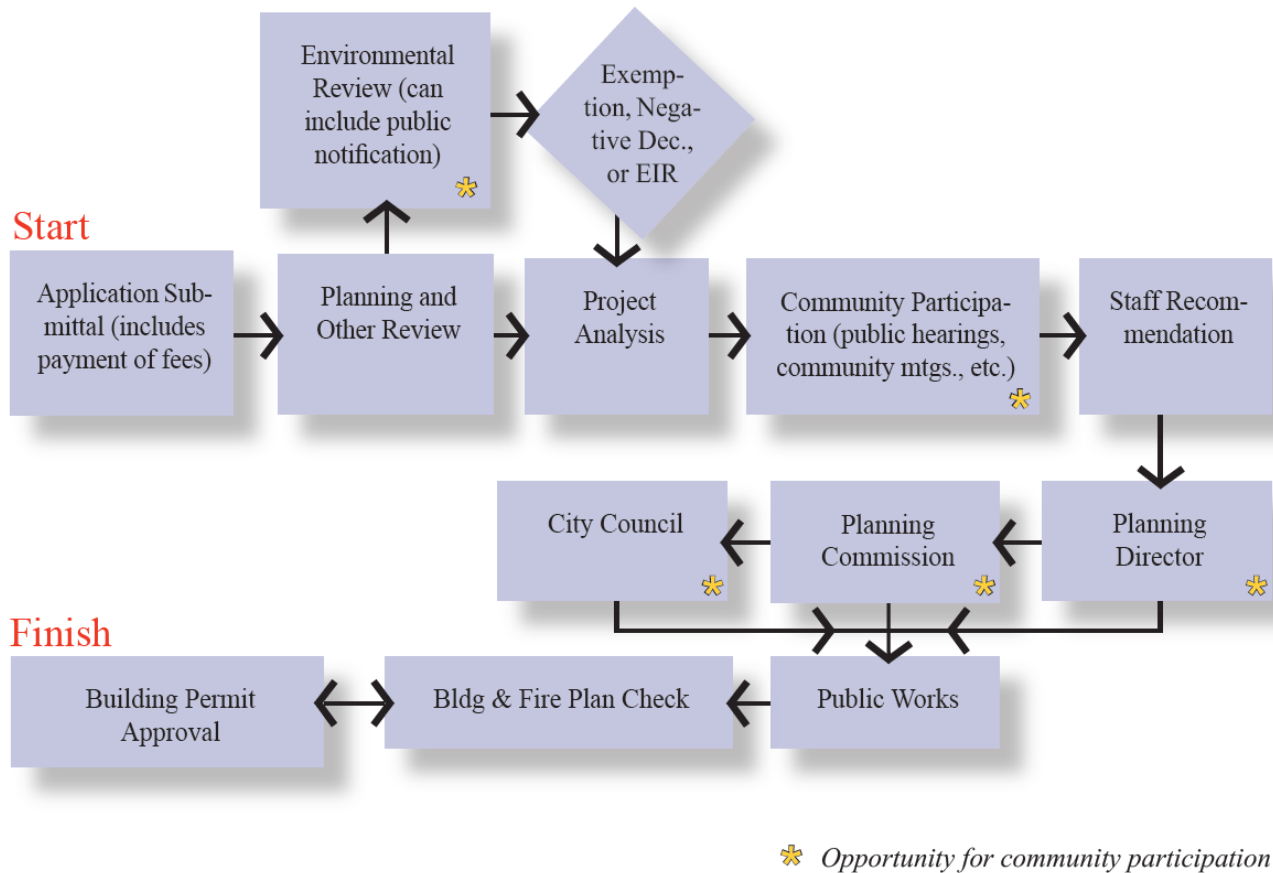 Environmental
Review (can
include public
notification)
*
Exemp-
tion, Nega-
tive Dec.,
or EIR
Start
Application Sub-
mittal (includes
payment of fees)
Planning and
Other Review
Project
Analysis
Community Participa-
tion (public hearings,
community mtgs., etc.)
*
Staff Recom-
mendation
City Council
*
Planning
Commission
*
Planning
Director
*
Finish
Building Permit
Approval
Bldg & Fire Plan Check
Public Works
* Opportunity for community participation